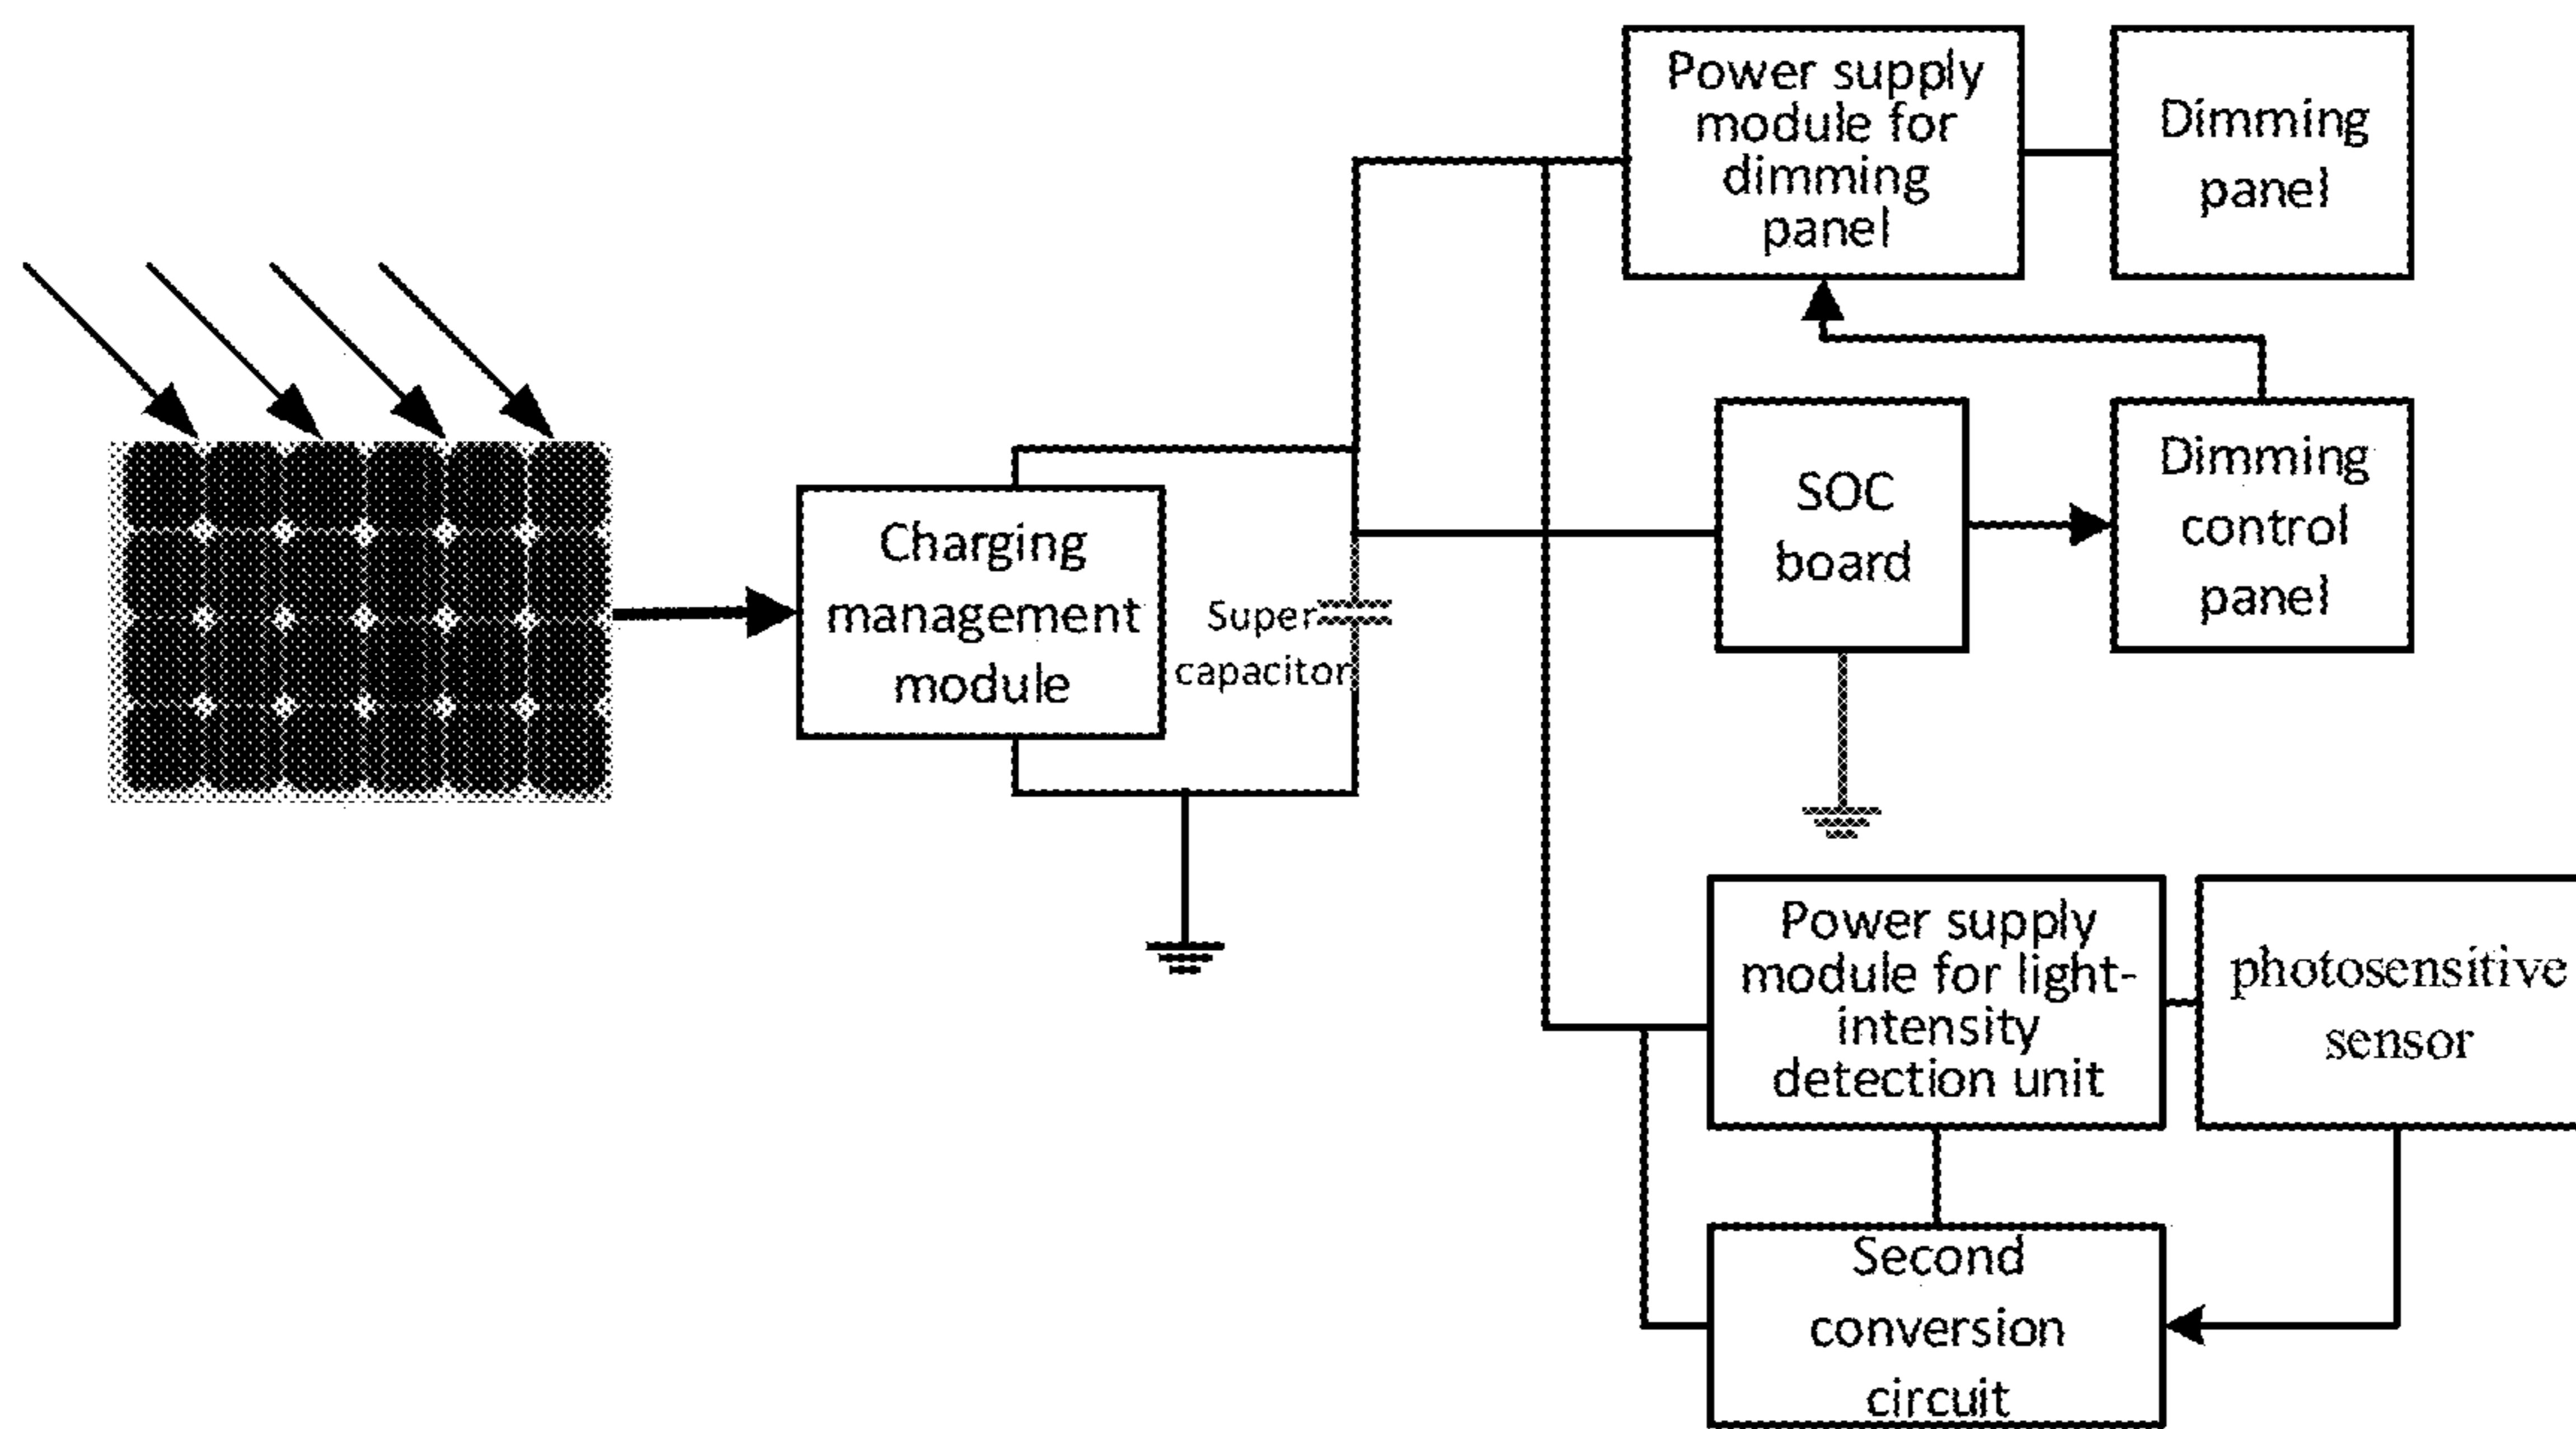 Power supply
module for
dimming
panel
Dimming
panel
Charging
management
module
Super
capacitor
SOC
board
Dimming
control
panel
Power supply
module for light-
intensity
detection unit
photosensitive
sensor
Second
conversion
circuit